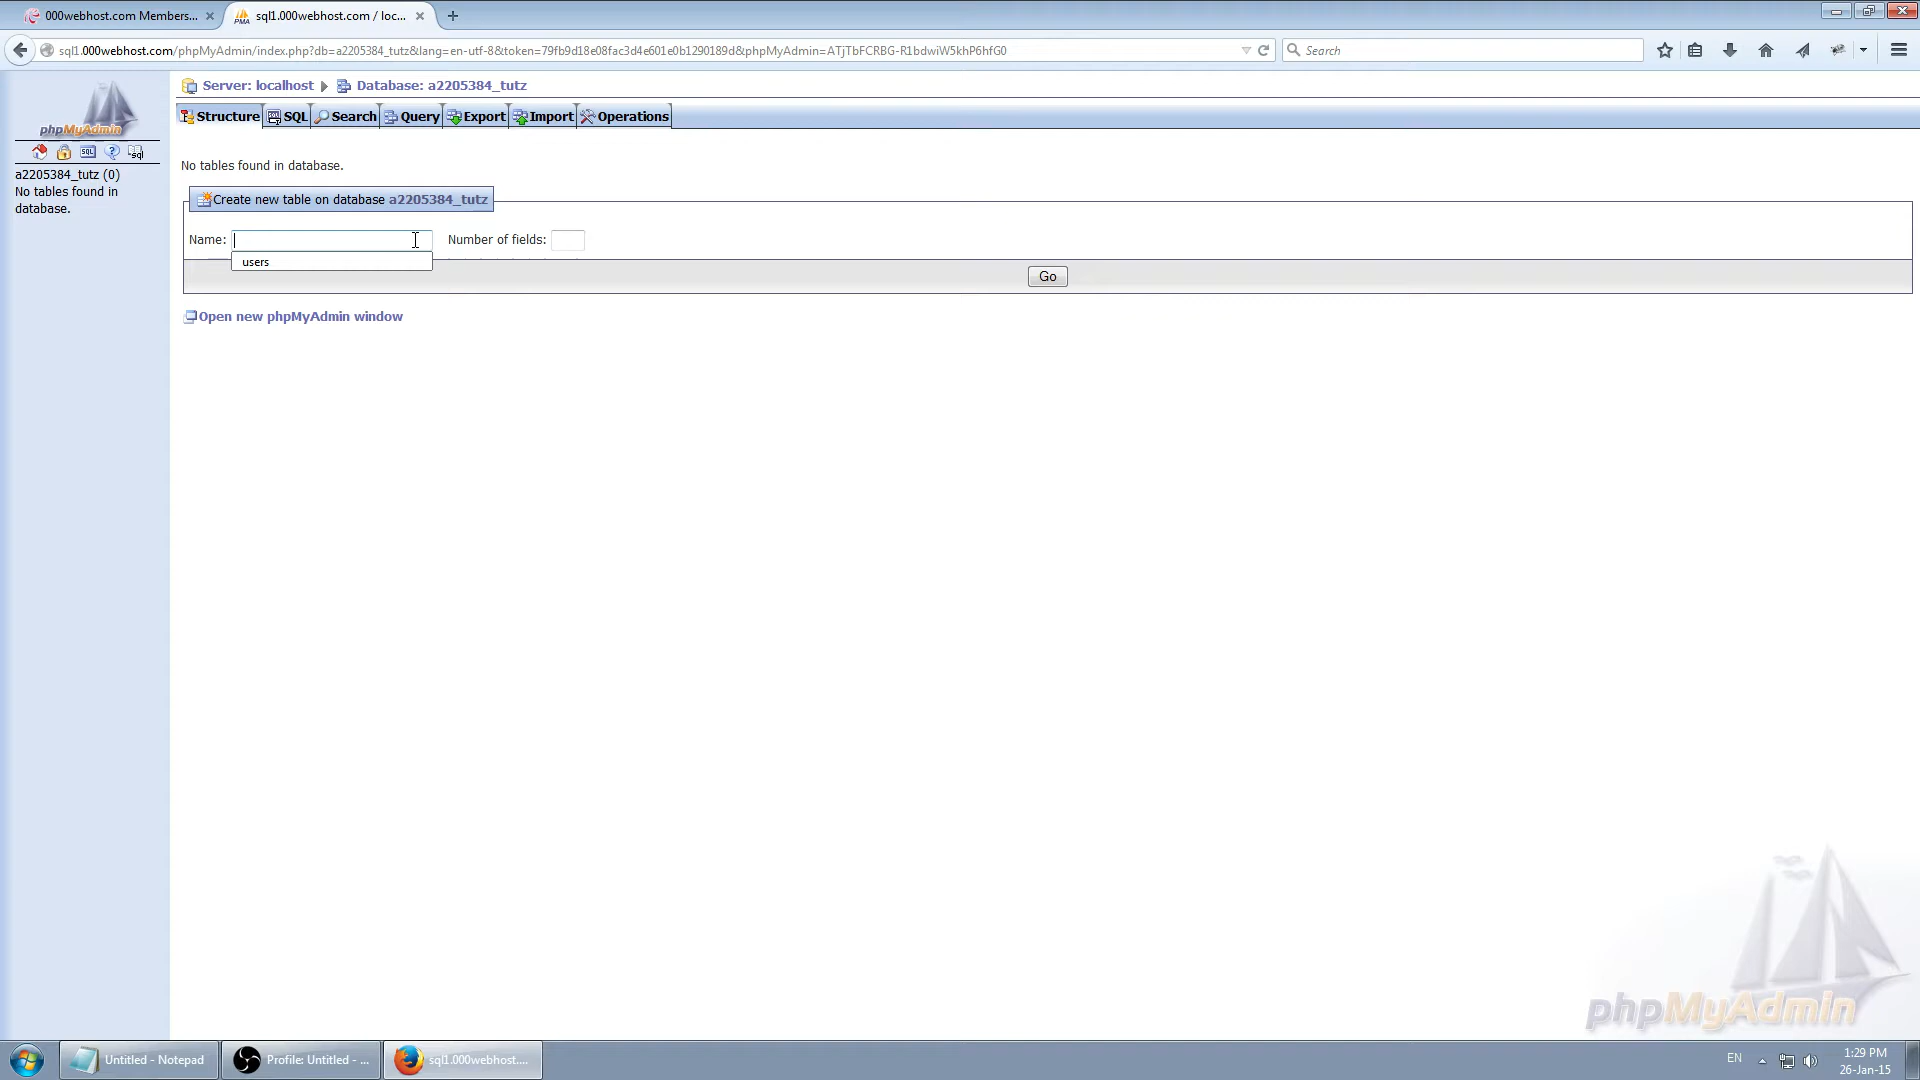 000webhost.com Members...
sql1.000webhost.com / loc...
sql1.000webhost.com/phpMyAdmin/index.php?db=a2205384_tutz&lang=en-utf-8&token=79fb9d18e08fac3d4e601e0b1290189d&phpMyAdmin=ATjTbFCRBG-R1bdwiW5khP6hfG0
Search
phpMyAdmin
a2205384_tutz (0)
No tables found in
database.
Server: localhost
Database: a2205384_tutz
Structure
SQL
Search
Query
Export
Import
Operations
No tables found in database.
Create new table on database a2205384_tutz
Name:
Number of fields:
users
Go
Open new phpMyAdmin window
phpMyAdmin
Untitled - Notepad
Profile: Untitled - ...
sql1.000webhost....
EN
1:29 PM
26-Jan-15